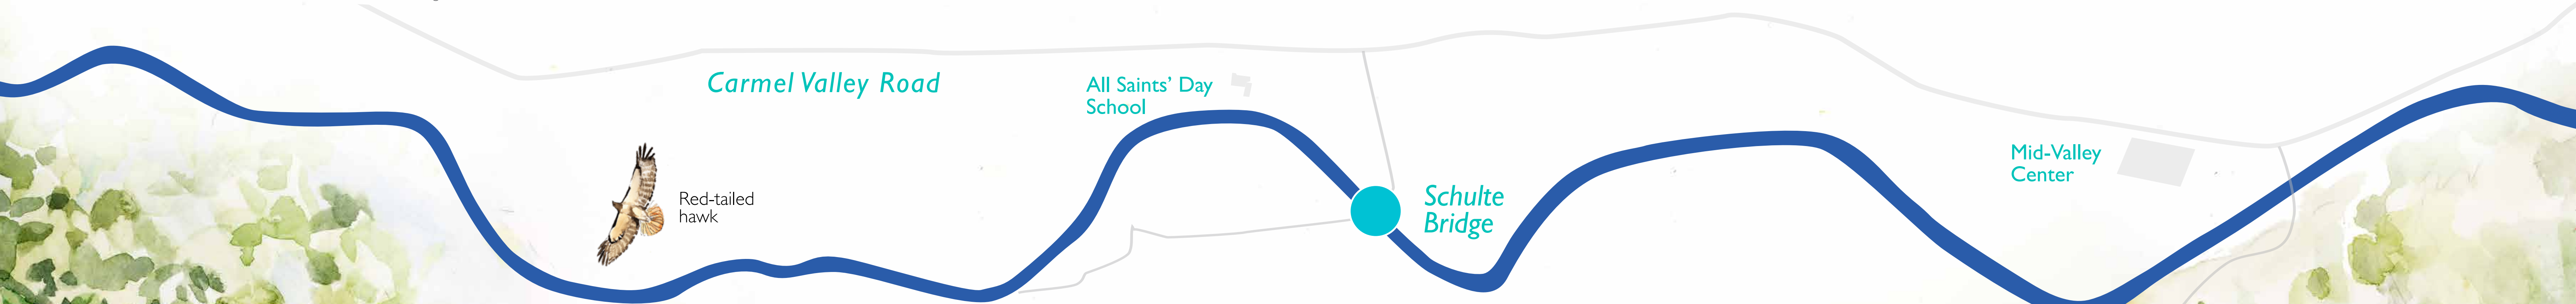 Carmel Valley Road
All Saints’ Day
School
Red-tailed
hawk
Schulte
Bridge
Mid-Valley
Center